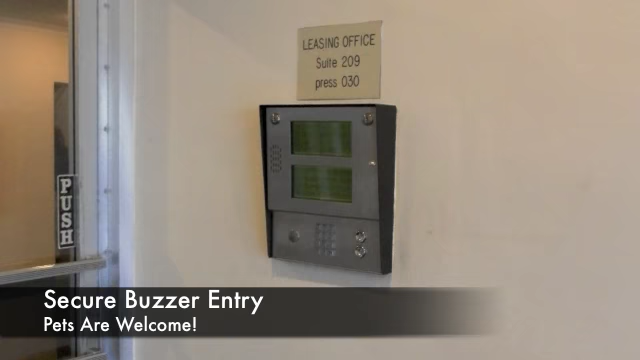 LEASING OFFICE
Suite 209
press 030
PUSH
Secure Buzzer Entry
Pets Are Welcome!